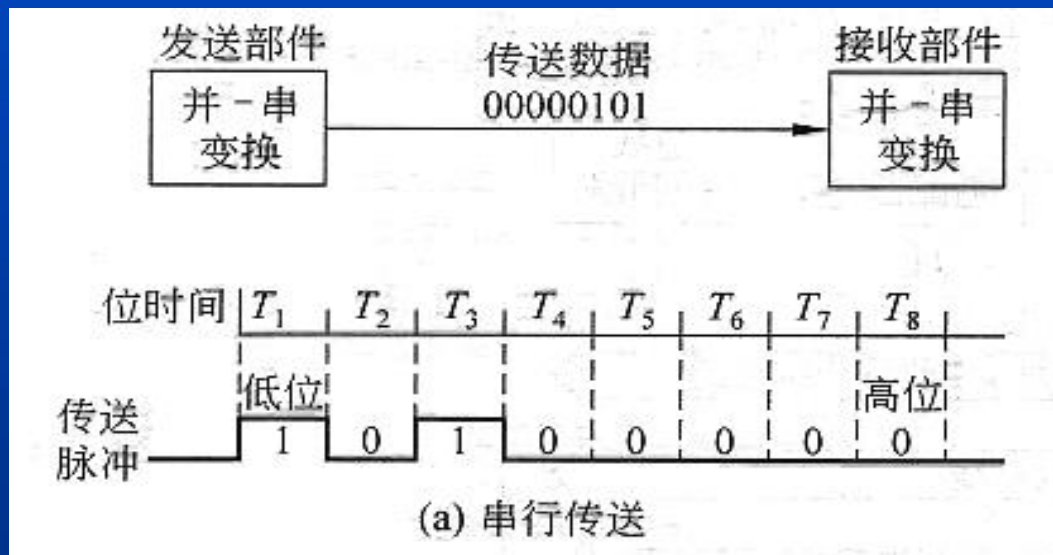 发送部件
接收部件
传送数据
00000101
并－串
变换
并－串
变换
位时间 T1 T2 T3 T4 T5 T6 T7 T8
低位 高位
传送
脉冲
1 0 1 0 0 0 0 0
(a) 串行传送